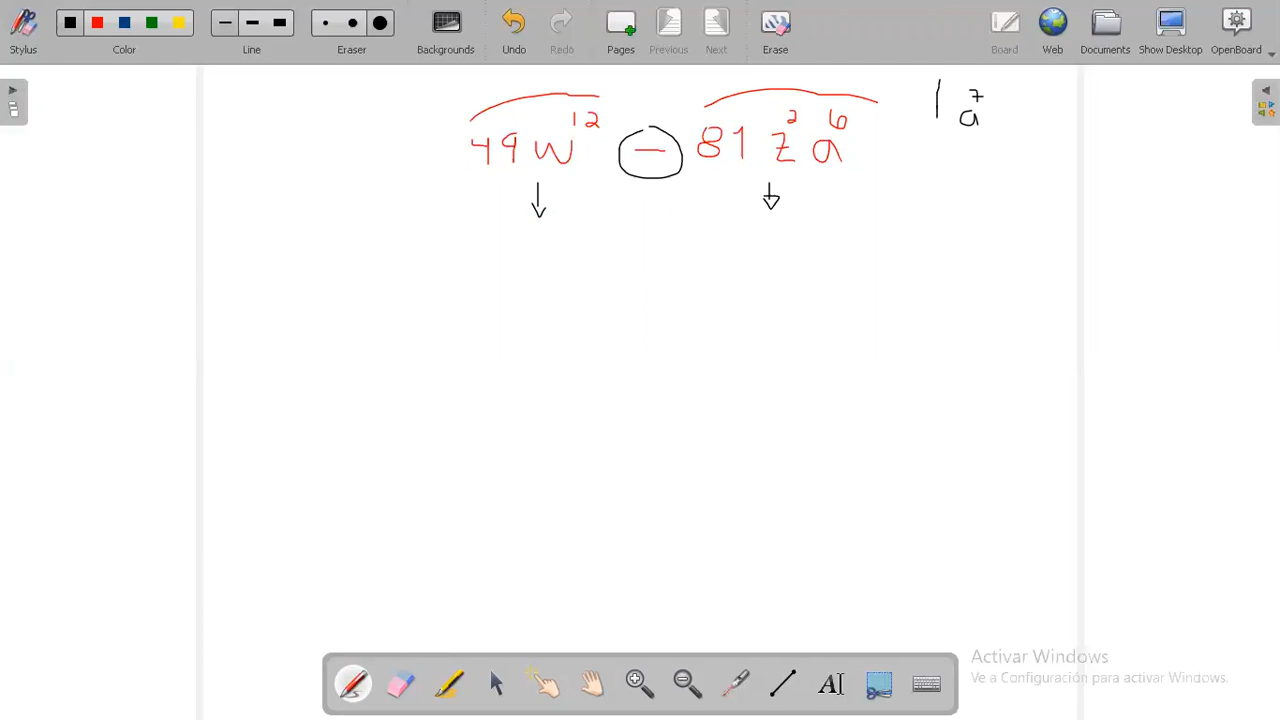 Stylus Color Line Eraser Backgrounds Undo Redo Pages Previous Next Erase Board Web Documents Show Desktop OpenBoard
49w¹² − 81z²a⁶ | a⁷
Activar Windows
Ve a Configuración para activar Windows.